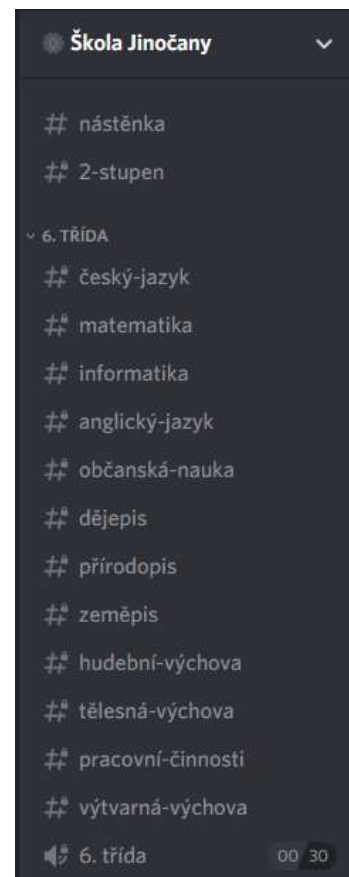 Škola Jinočany
# nástěnka
# 2-stupen
6. TŘÍDA
# český-jazyk
# matematika
# informatika
# anglický-jazyk
# občanská-nauka
# dějepis
# přírodopis
# zeměpis
# hudební-výchova
# tělesná-výchova
# pracovní-činnosti
# výtvarná-výchova
6. třída 00 30